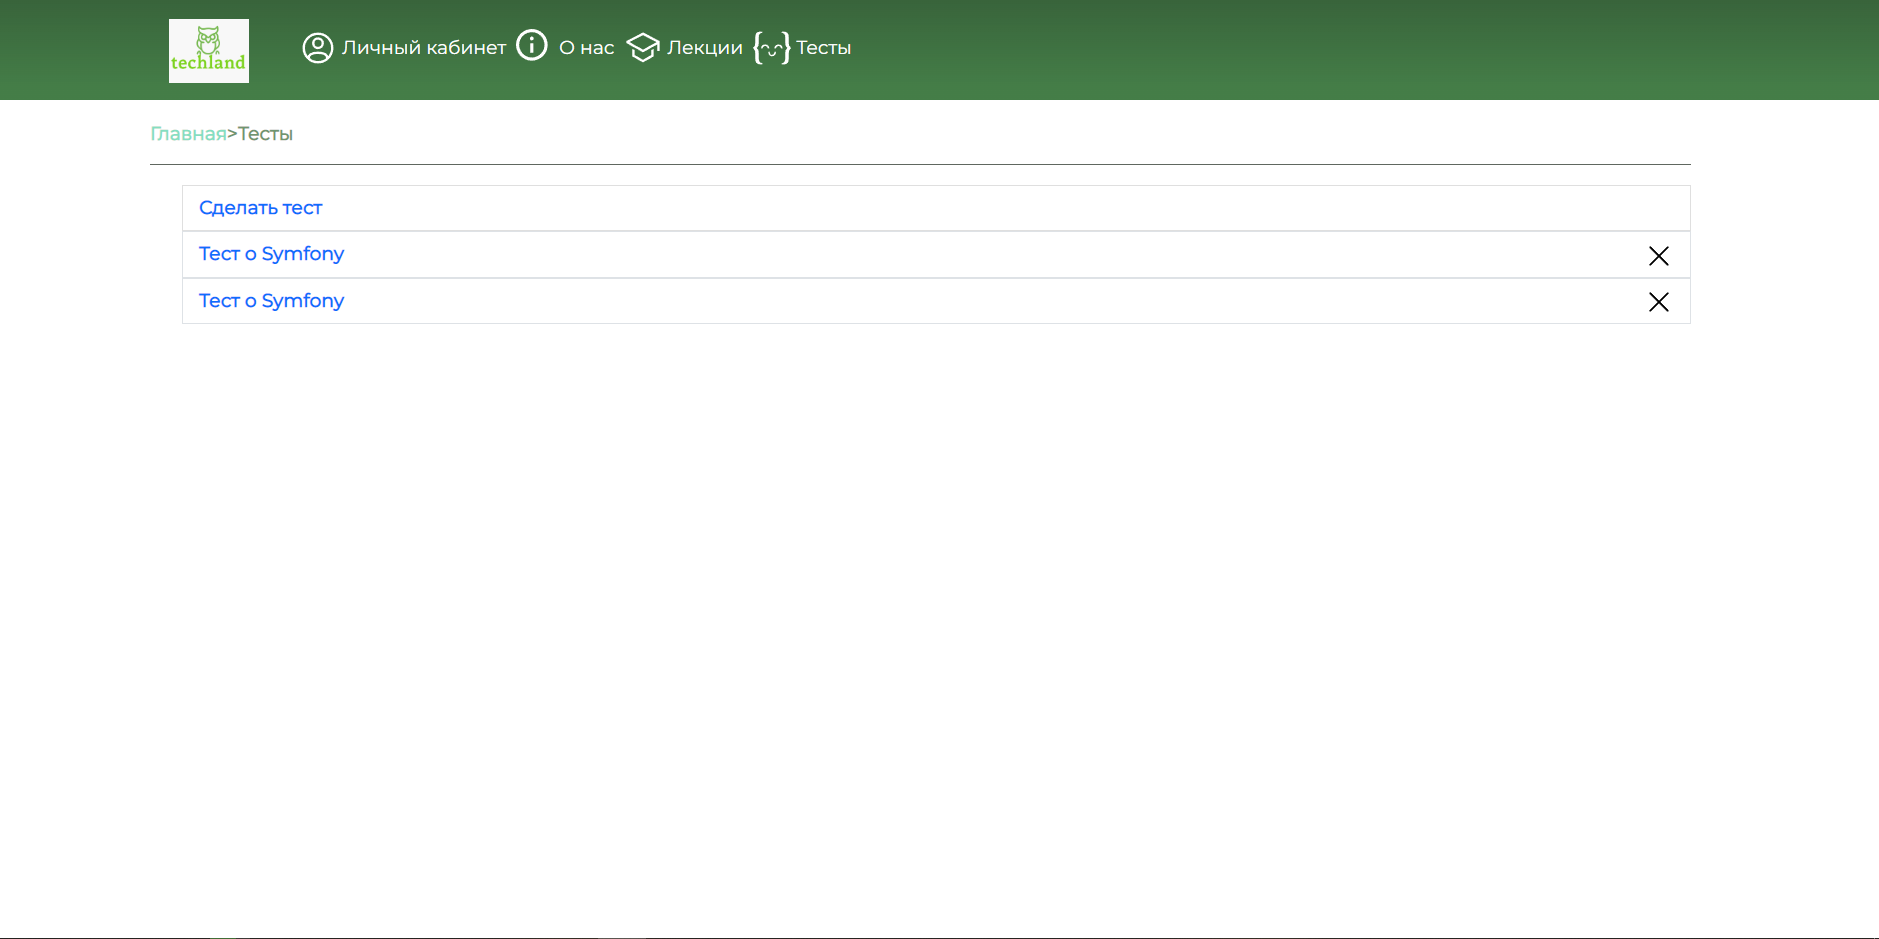 techland
Личный кабинет О нас Лекции Тесты
Главная>Тесты
Сделать тест
Тест о Symfony
Тест о Symfony